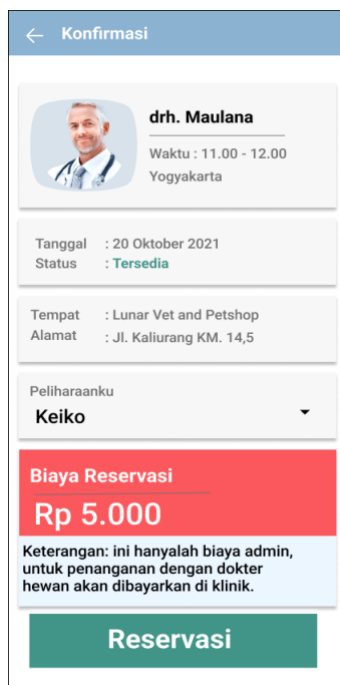 Konfirmasi
drh. Maulana
Waktu : 11.00 - 12.00
Yogyakarta
Tanggal : 20 Oktober 2021
Status : Tersedia
Tempat : Lunar Vet and Petshop
Alamat : Jl. Kaliurang KM. 14,5
Peliharaanku
Keiko
Biaya Reservasi
Rp 5.000
Keterangan: ini hanyalah biaya admin,
untuk penanganan dengan dokter
hewan akan dibayarkan di klinik.
Reservasi